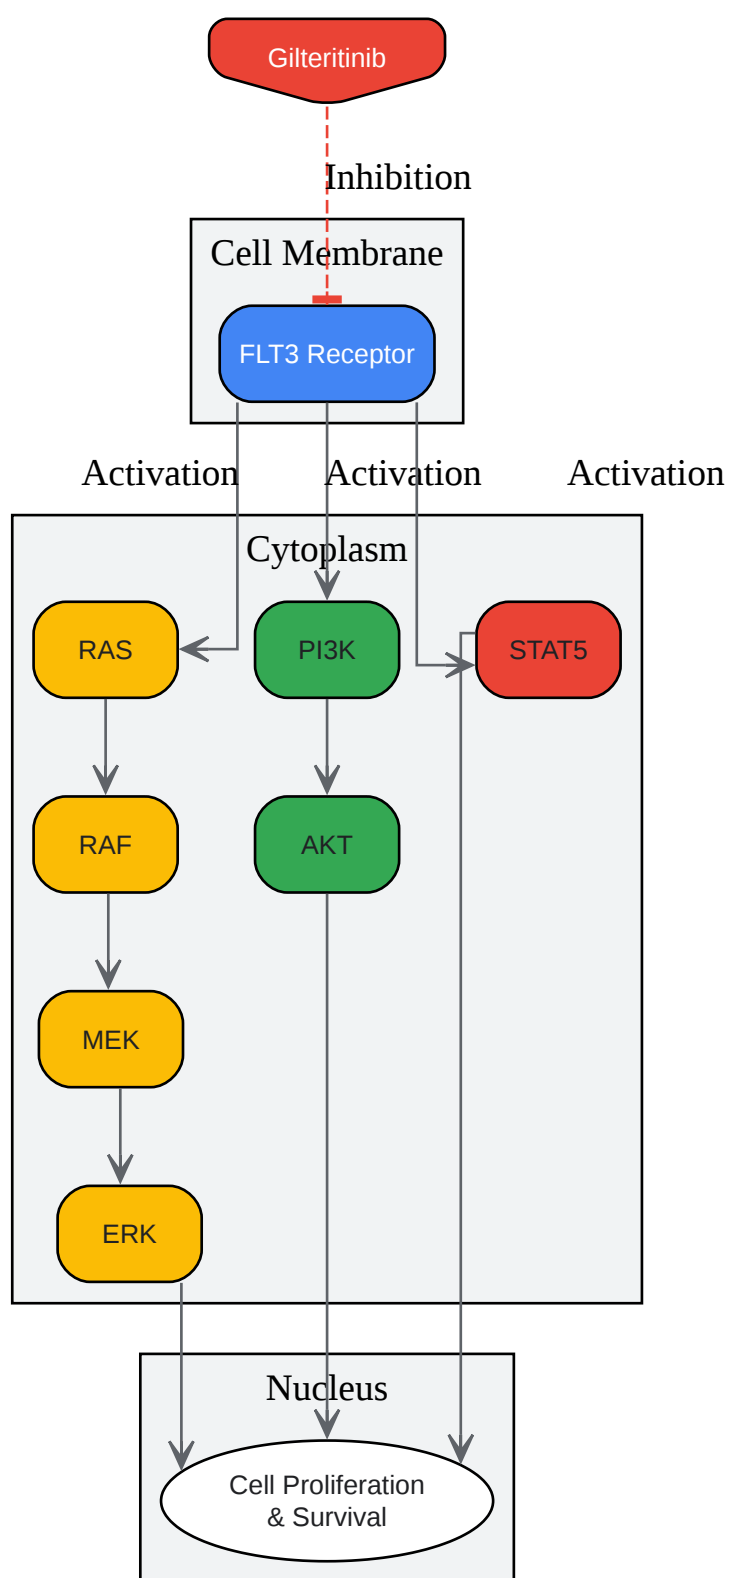 Gilteritinib
Inhibition
Cell Membrane
FLT3 Receptor
Activation
Activation
Activation
Cytoplasm
RAS
PI3K
STAT5
RAF
AKT
MEK
ERK
Nucleus
Cell Proliferation
& Survival